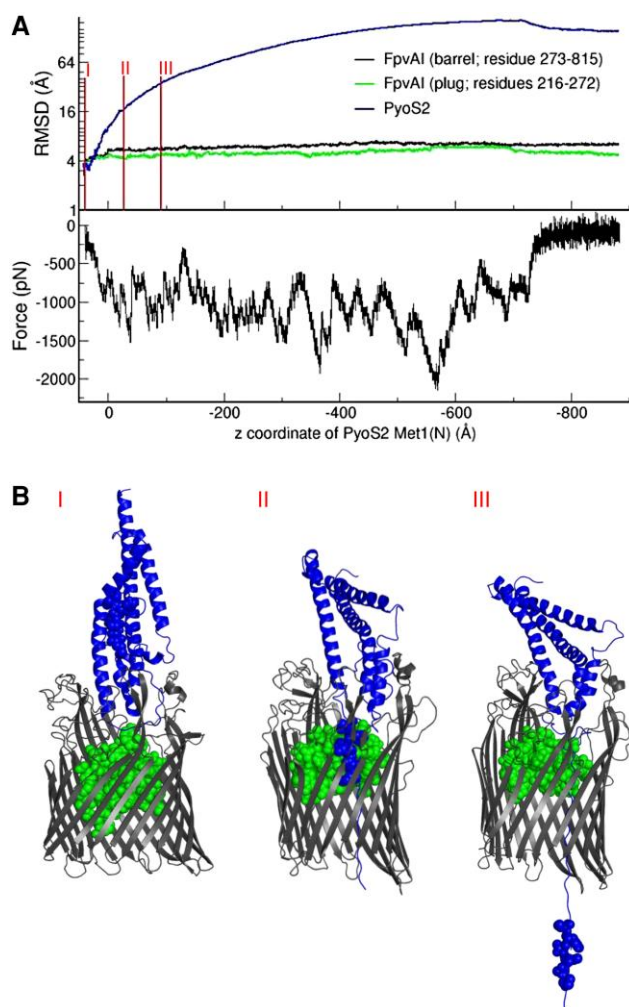 A
I II III
64
16
4
1
RMSD (Å)
FpvAI (barrel; residue 273-815)
FpvAI (plug; residues 216-272)
PyoS2
0
-500
-1000
-1500
-2000
Force (pN)
0 -200 -400 -600 -800
z coordinate of PyoS2 Met1(N) (Å)
B
I II III